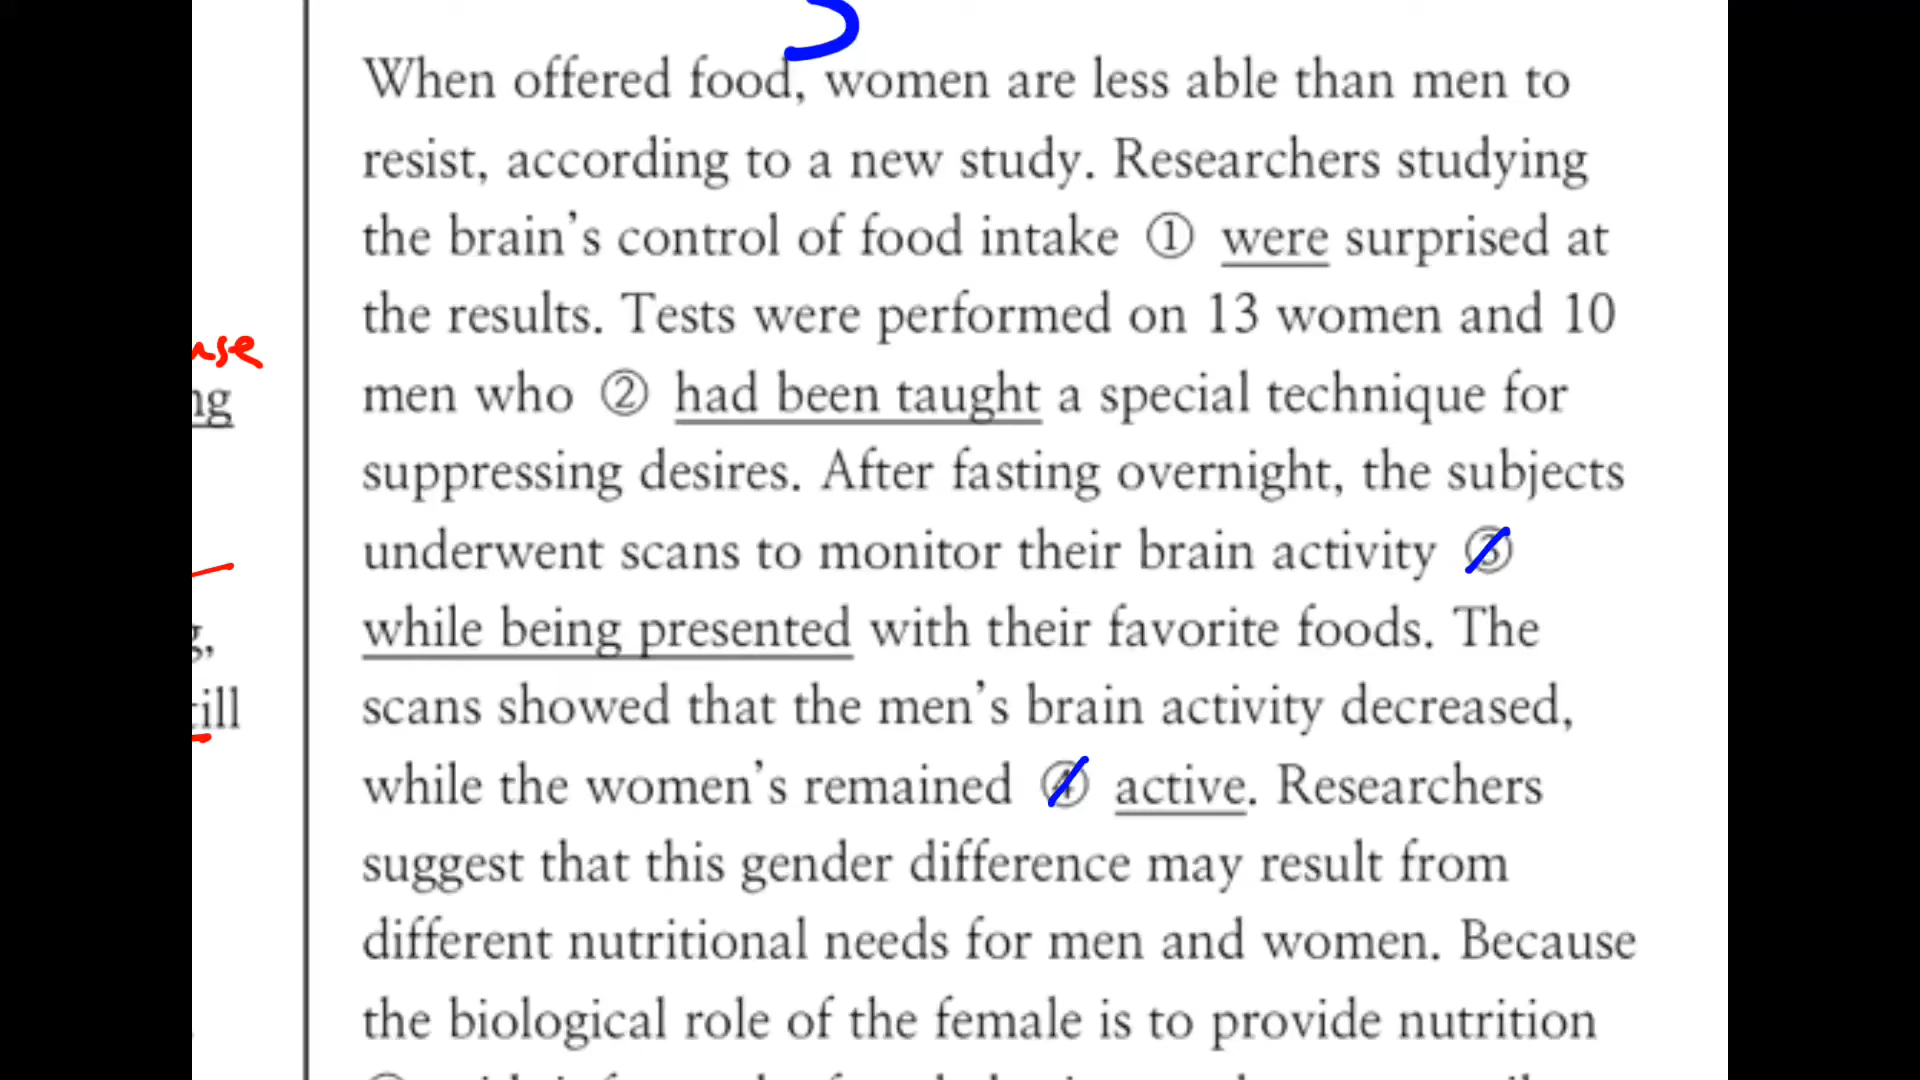 When offered food, women are less able than men to
resist, according to a new study. Researchers studying
the brain's control of food intake ① were surprised at
the results. Tests were performed on 13 women and 10
men who ② had been taught a special technique for
suppressing desires. After fasting overnight, the subjects
underwent scans to monitor their brain activity ③
while being presented with their favorite foods. The
scans showed that the men's brain activity decreased,
while the women's remained ④ active. Researchers
suggest that this gender difference may result from
different nutritional needs for men and women. Because
the biological role of the female is to provide nutrition